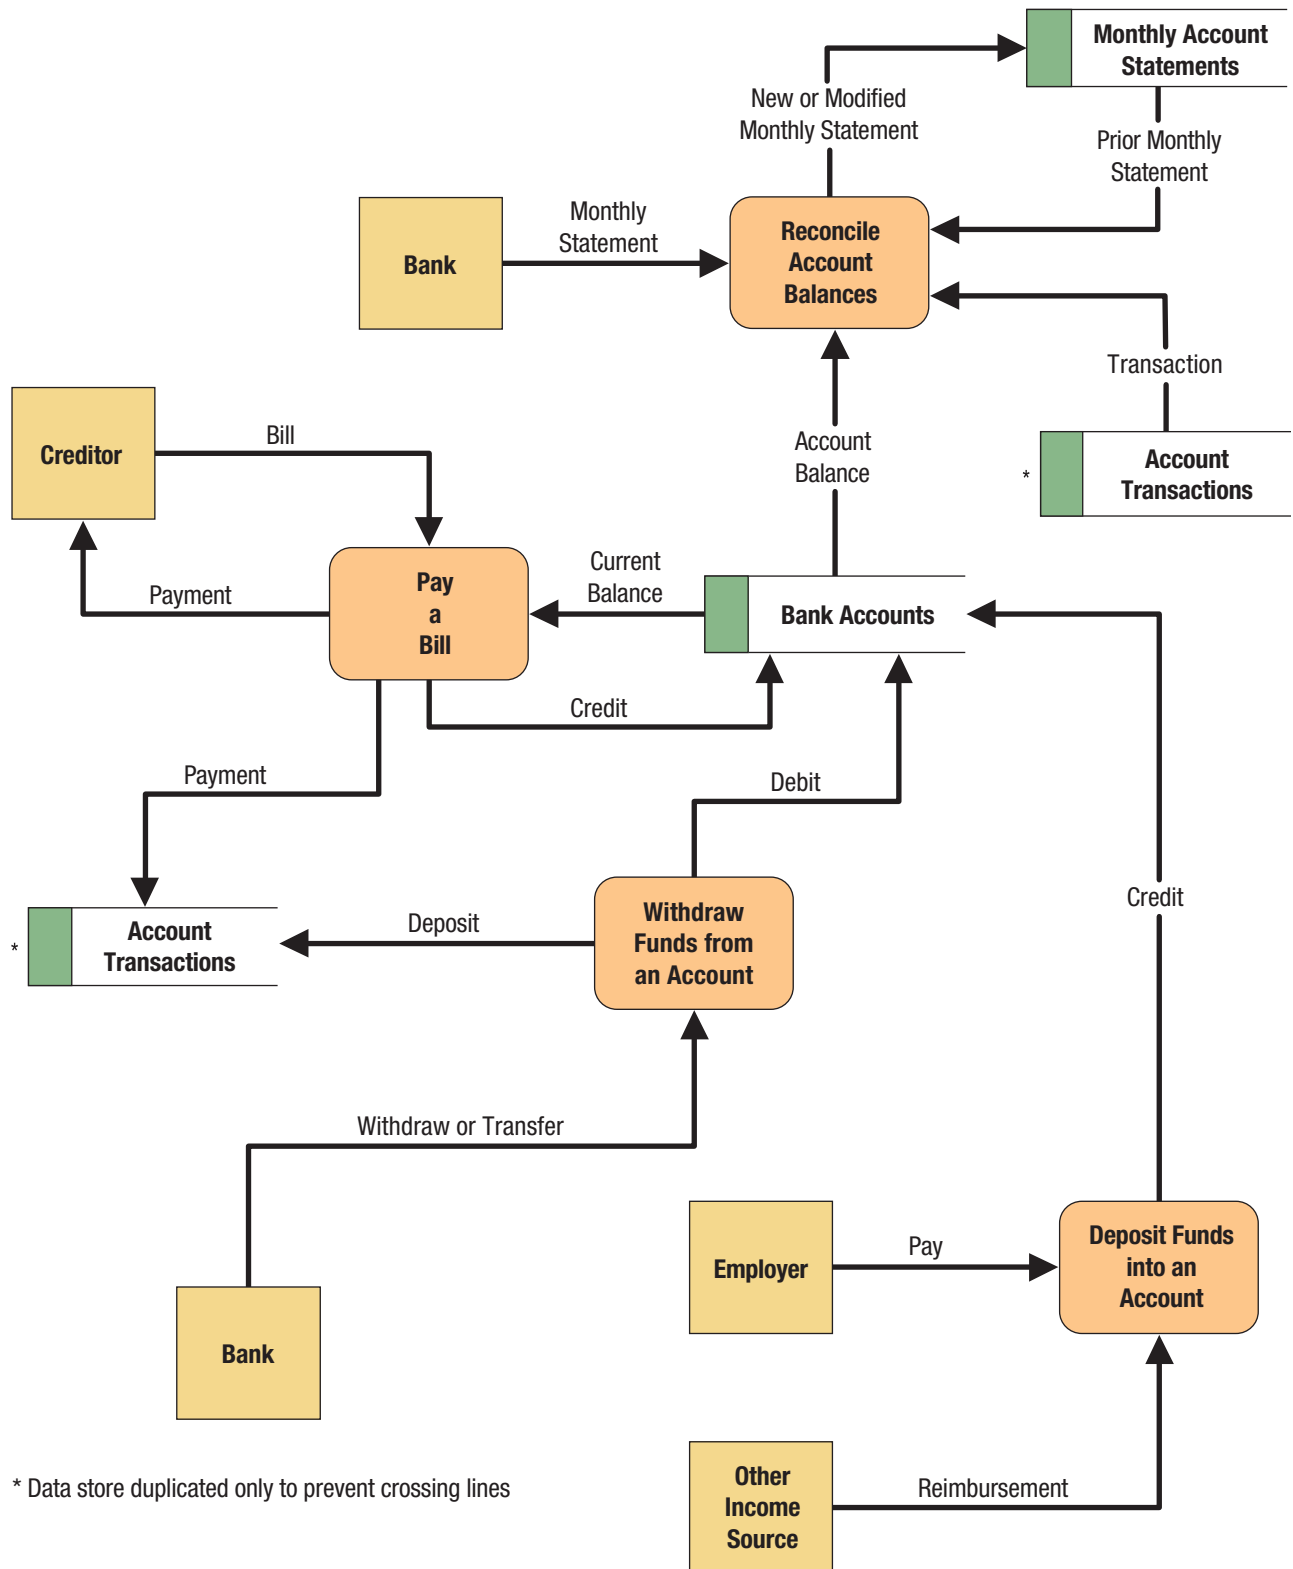 Monthly Account
Statements
New or Modified
Monthly Statement
Prior Monthly
Statement
Monthly
Statement
Bank
Reconcile
Account
Balances
Transaction
Creditor
Bill
Account
Balance
*
Account
Transactions
Payment
Pay
a
Bill
Current
Balance
Bank Accounts
Credit
Payment
Debit
*
Account
Transactions
Deposit
Withdraw
Funds from
an Account
Credit
Withdraw or Transfer
Employer
Pay
Deposit Funds
into an
Account
Bank
Other
Income
Source
Reimbursement
* Data store duplicated only to prevent crossing lines